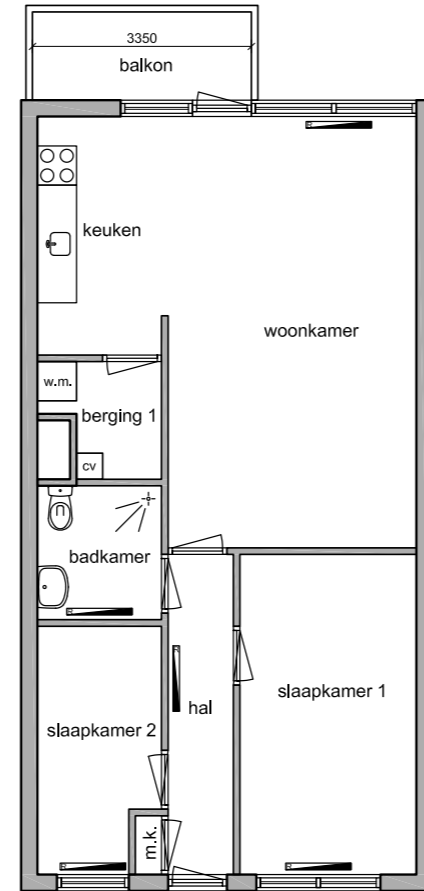 3350
balkon
keuken
woonkamer
w.m.
berging 1
cv
badkamer
slaapkamer 1
hal
slaapkamer 2
m.k.